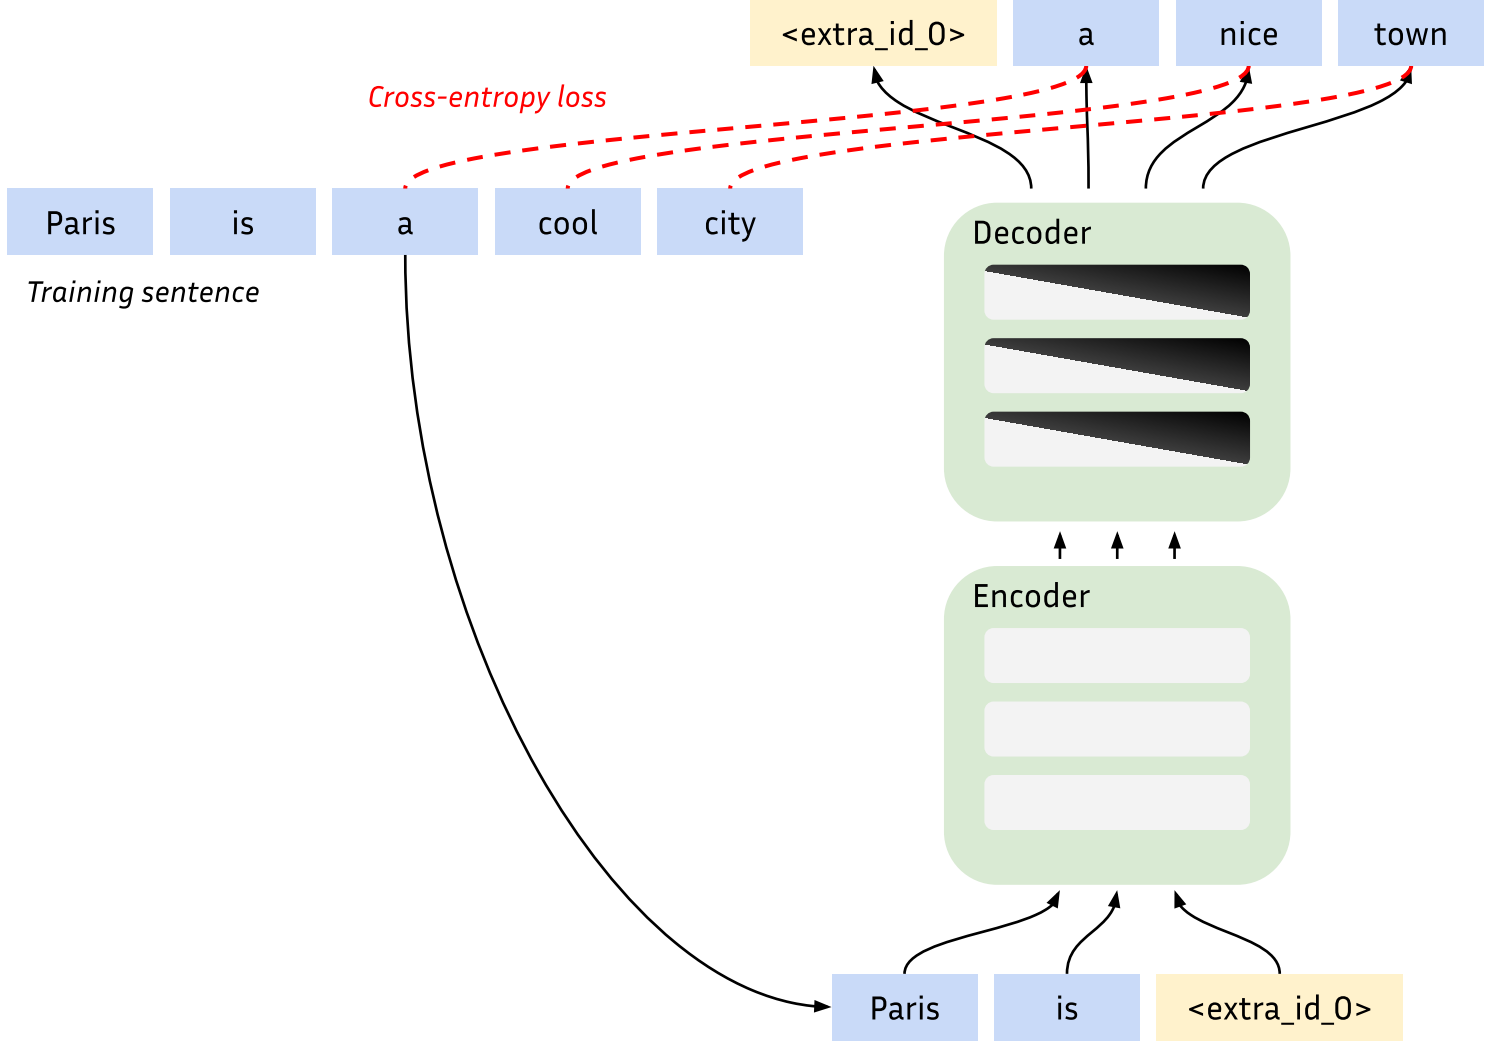 <extra_id_0> a nice town
Cross-entropy loss
Paris is a cool city
Training sentence
Decoder
Encoder
Paris is <extra_id_0>